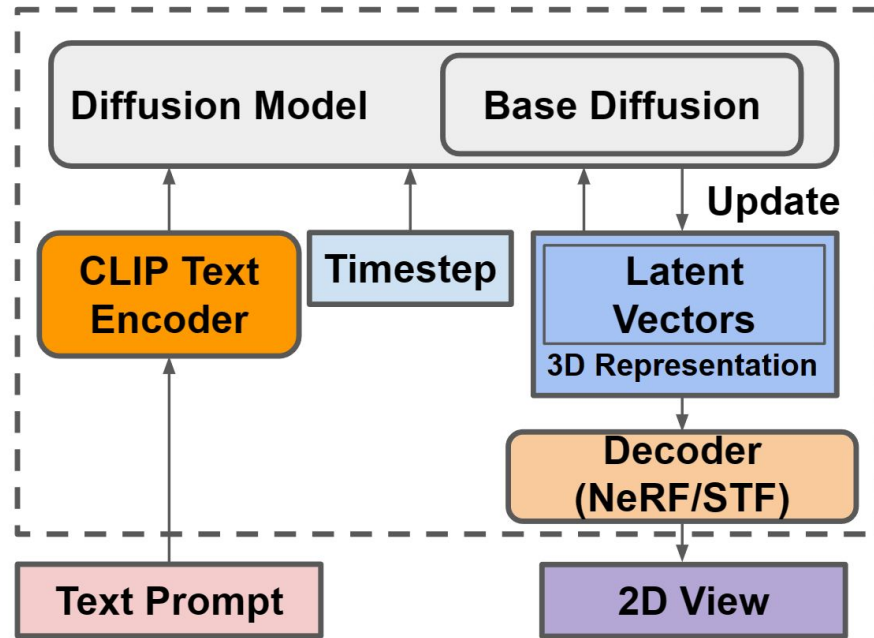 Diffusion Model
Base Diffusion
Update
CLIP Text
Encoder
Timestep
Latent
Vectors
3D Representation
Decoder
(NeRF/STF)
Text Prompt
2D View